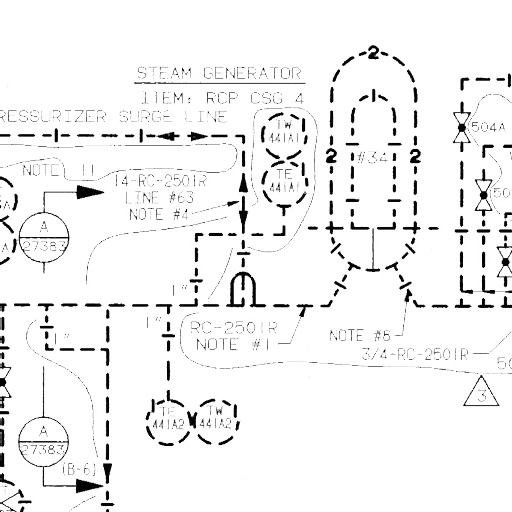 STEAM GENERATOR
ITEM: RCP CSG 4
RESSURIZER SURGE LINE
2
TW
441A1
504A
#34
2
2
NOTE 11
14-RC-2501R
LINE #63
NOTE #4
TE
441A1
50
A
27383
1"
1"
1"
RC-2501R
NOTE #1
NOTE #8
3/4-RC-2501R
50
3
TE
441A2
TW
441A2
A
27383
(B-6)